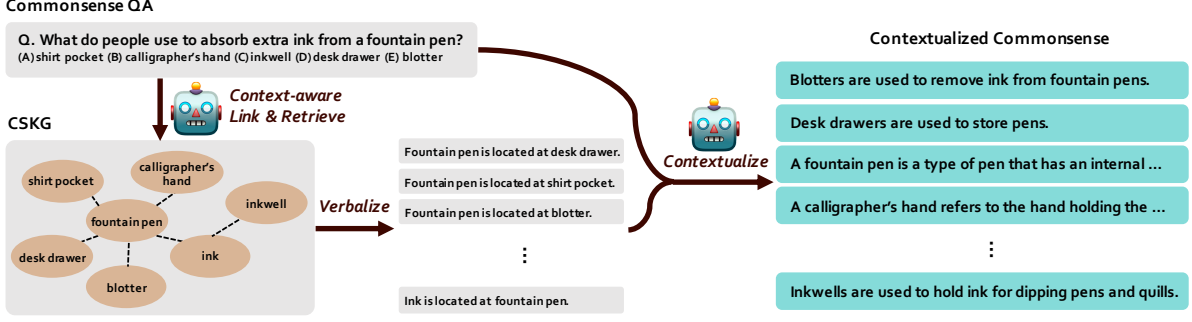 Commonsense QA
Q. What do people use to absorb extra ink from a fountain pen?
(A) shirt pocket (B) calligrapher's hand (C) inkwell (D) desk drawer (E) blotter
Context-aware
Link & Retrieve
CSKG
shirt pocket
calligrapher's
hand
inkwell
fountain pen
desk drawer
ink
blotter
Verbalize
Fountain pen is located at desk drawer.
Fountain pen is located at shirt pocket.
Fountain pen is located at blotter.
⋮
Ink is located at fountain pen.
Contextualize
Contextualized Commonsense
Blotters are used to remove ink from fountain pens.
Desk drawers are used to store pens.
A fountain pen is a type of pen that has an internal ...
A calligrapher's hand refers to the hand holding the ...
⋮
Inkwells are used to hold ink for dipping pens and quills.